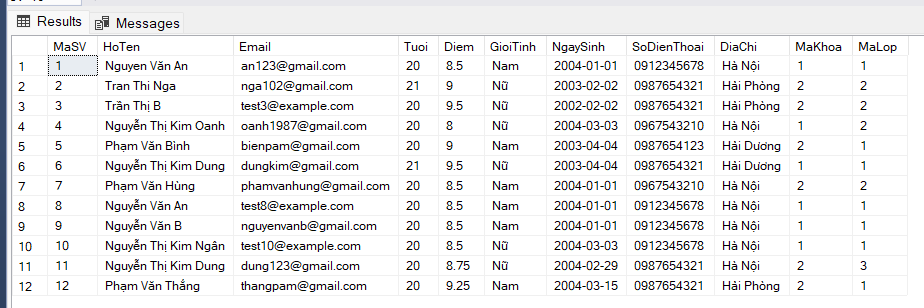 Results Messages
MaSV HoTen Email Tuoi Diem GioiTinh NgaySinh SoDienThoai DiaChi MaKhoa MaLop
1 1 Nguyen Văn An an123@gmail.com 20 8.5 Nam 2004-01-01 0912345678 Hà Nội 1 1
2 2 Tran Thi Nga nga102@gmail.com 21 9 Nữ 2003-02-02 0987654321 Hải Phòng 2 2
3 3 Trần Thị B test3@example.com 20 9.5 Nữ 2002-02-02 0987654321 Hải Phòng 2 2
4 4 Nguyễn Thị Kim Oanh oanh1987@gmail.com 20 8 Nữ 2004-03-03 0967543210 Hà Nội 1 2
5 5 Phạm Văn Bình bienpam@gmail.com 20 9 Nam 2003-04-04 0987654123 Hải Dương 2 1
6 6 Nguyễn Thị Kim Dung dungkim@gmail.com 21 9.5 Nữ 2003-04-04 0987654321 Hải Dương 1 1
7 7 Phạm Văn Hùng phamvanhung@gmail.com 20 8.5 Nam 2004-01-01 0967543210 Hà Nội 2 2
8 8 Nguyễn Văn An test8@example.com 20 8.5 Nam 2004-01-01 0912345678 Hà Nội 1 1
9 9 Nguyễn Văn B nguyenvanb@gmail.com 20 8.5 Nam 2004-01-01 0912345678 Hà Nội 1 1
10 10 Nguyễn Thị Kim Ngân test10@example.com 20 8.5 Nữ 2004-03-03 0912345678 Hà Nội 1 1
11 11 Nguyễn Thị Kim Dung dung123@gmail.com 20 8.75 Nữ 2004-02-29 0987654321 Hà Nội 2 3
12 12 Phạm Văn Thắng thangpam@gmail.com 20 9.25 Nam 2004-03-15 0987654321 Hải Phòng 2 1